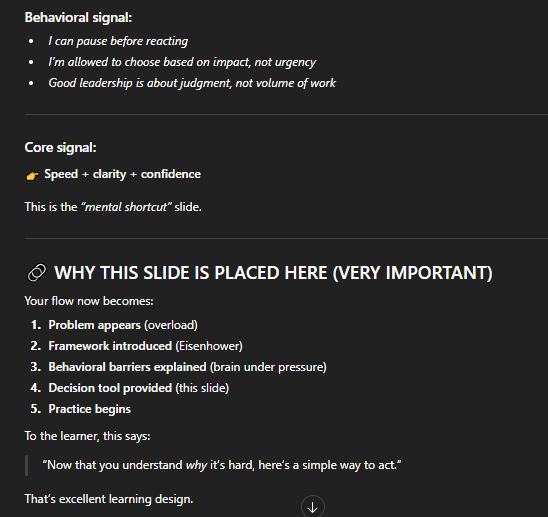 Behavioral signal:
• I can pause before reacting
• I'm allowed to choose based on impact, not urgency
• Good leadership is about judgment, not volume of work
Core signal:
👉 Speed + clarity + confidence
This is the "mental shortcut" slide.
🔗 WHY THIS SLIDE IS PLACED HERE (VERY IMPORTANT)
Your flow now becomes:
1. Problem appears (overload)
2. Framework introduced (Eisenhower)
3. Behavioral barriers explained (brain under pressure)
4. Decision tool provided (this slide)
5. Practice begins
To the learner, this says:
"Now that you understand why it's hard, here's a simple way to act."
That's excellent learning design.